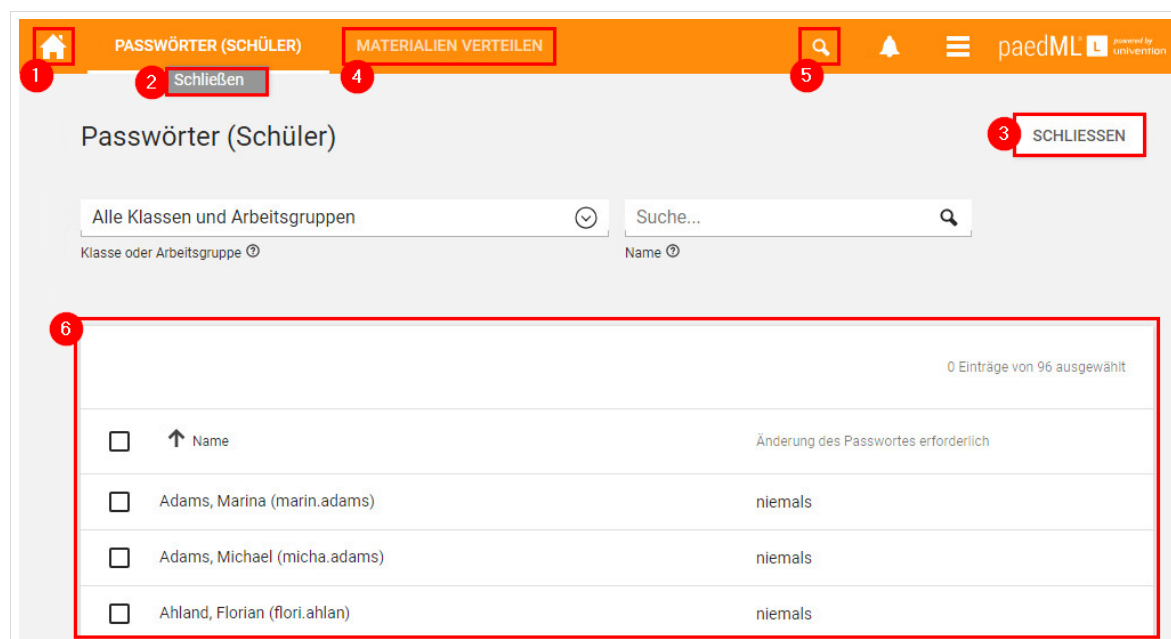 PASSWÖRTER (SCHÜLER) MATERIALIEN VERTEILEN paedML® L powered by univention
1 2 Schließen 4 5
Passwörter (Schüler) 3 SCHLIESSEN
Alle Klassen und Arbeitsgruppen Suche...
Klasse oder Arbeitsgruppe ? Name ?
6
0 Einträge von 96 ausgewählt
Name Änderung des Passwortes erforderlich
Adams, Marina (marin.adams) niemals
Adams, Michael (micha.adams) niemals
Ahland, Florian (flori.ahlan) niemals